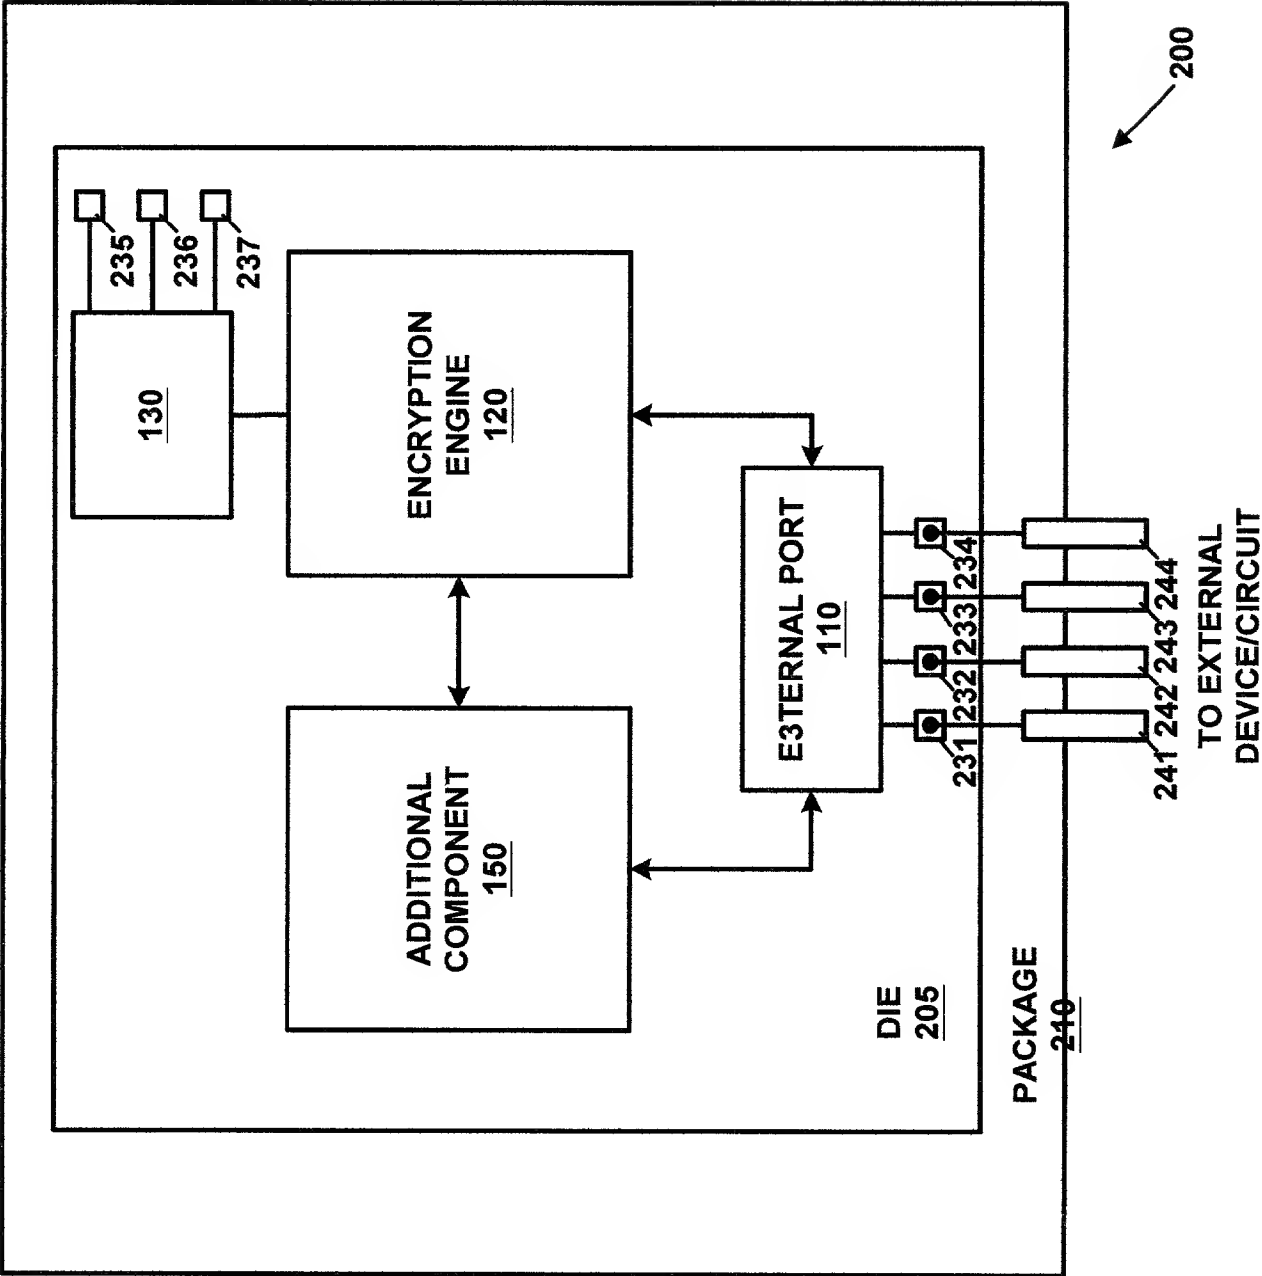 200
235
236
237
130
ENCRYPTION
ENGINE
120
ADDITIONAL
COMPONENT
150
E3TERNAL PORT
110
231
232
233
234
241
242
243
244
DIE
205
PACKAGE
210
TO EXTERNAL
DEVICE/CIRCUIT